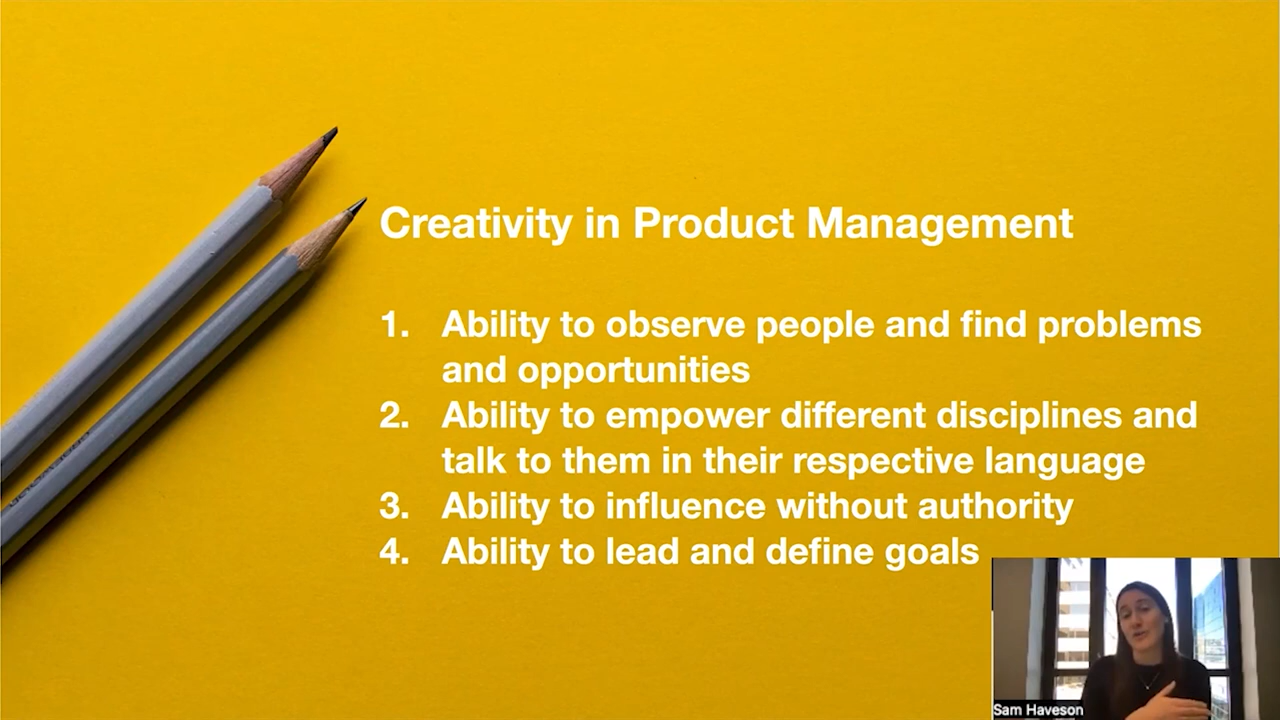 Creativity in Product Management
1. Ability to observe people and find problems
and opportunities
2. Ability to empower different disciplines and
talk to them in their respective language
3. Ability to influence without authority
4. Ability to lead and define goals
Sam Haveson